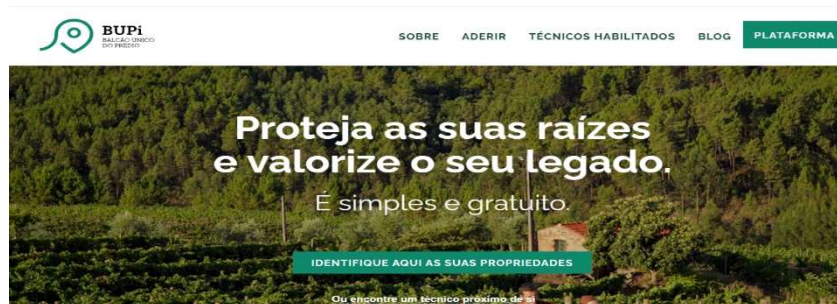 BUPi
BALCÃO ÚNICO
DO PRÉDIO
SOBRE ADERIR TÉCNICOS HABILITADOS BLOG PLATAFORMA
Proteja as suas raízes
e valorize o seu legado.
É simples e gratuito.
IDENTIFIQUE AQUI AS SUAS PROPRIEDADES
Ou encontre um técnico próximo de si